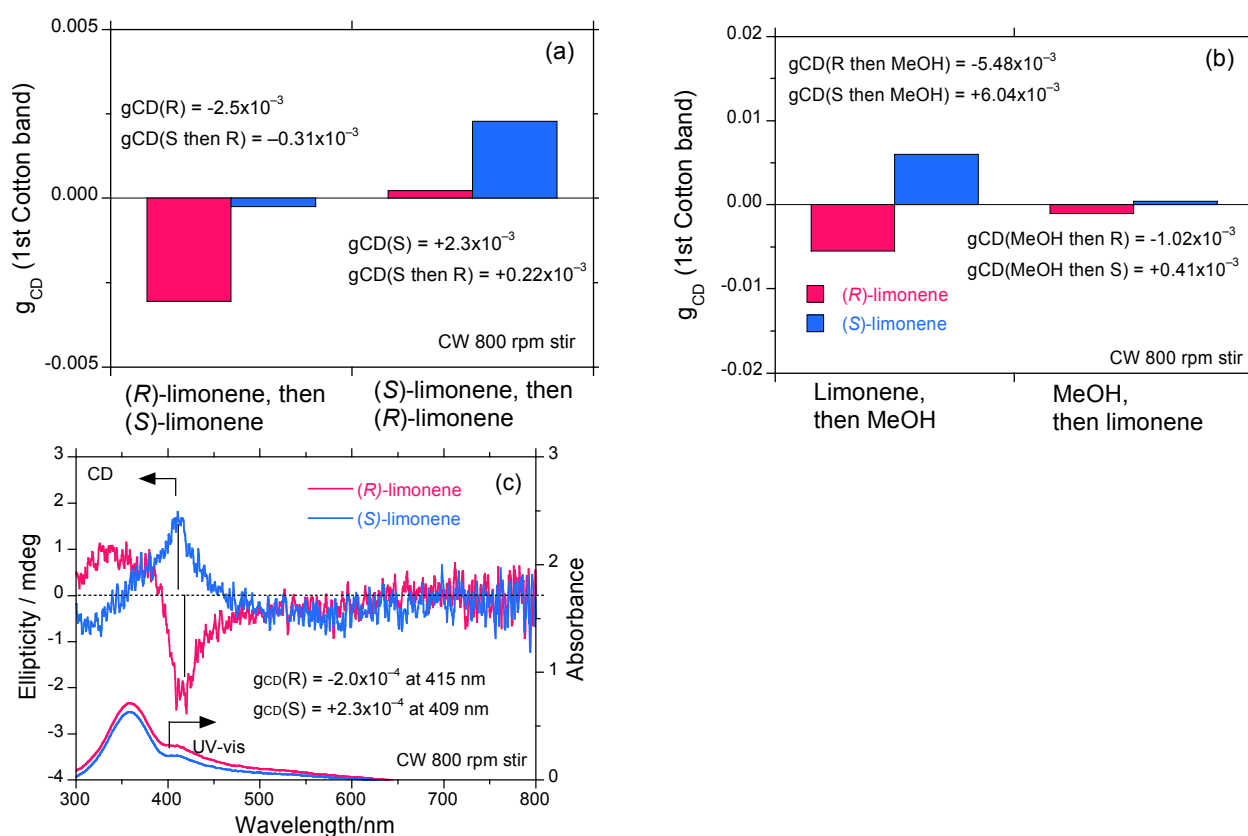 (a)
0.005
0.000
-0.005
gCD (1st Cotton band)
gCD(R) = -2.5x10⁻³
gCD(S then R) = –0.31x10⁻³
gCD(S) = +2.3x10⁻³
gCD(S then R) = +0.22x10⁻³
CW 800 rpm stir
(R)-limonene, then
(S)-limonene
(S)-limonene, then
(R)-limonene
(b)
0.02
0.01
0.00
-0.01
-0.02
gCD (1st Cotton band)
gCD(R then MeOH) = -5.48x10⁻³
gCD(S then MeOH) = +6.04x10⁻³
gCD(MeOH then R) = -1.02x10⁻³
gCD(MeOH then S) = +0.41x10⁻³
(R)-limonene
(S)-limonene
CW 800 rpm stir
Limonene,
then MeOH
MeOH,
then limonene
(c)
3
2
1
0
-1
-2
-3
-4
Ellipticity / mdeg
CD
(R)-limonene
(S)-limonene
gCD(R) = -2.0x10⁻⁴ at 415 nm
gCD(S) = +2.3x10⁻⁴ at 409 nm
UV-vis
CW 800 rpm stir
3
2
1
0
Absorbance
300 400 500 600 700 800
Wavelength/nm